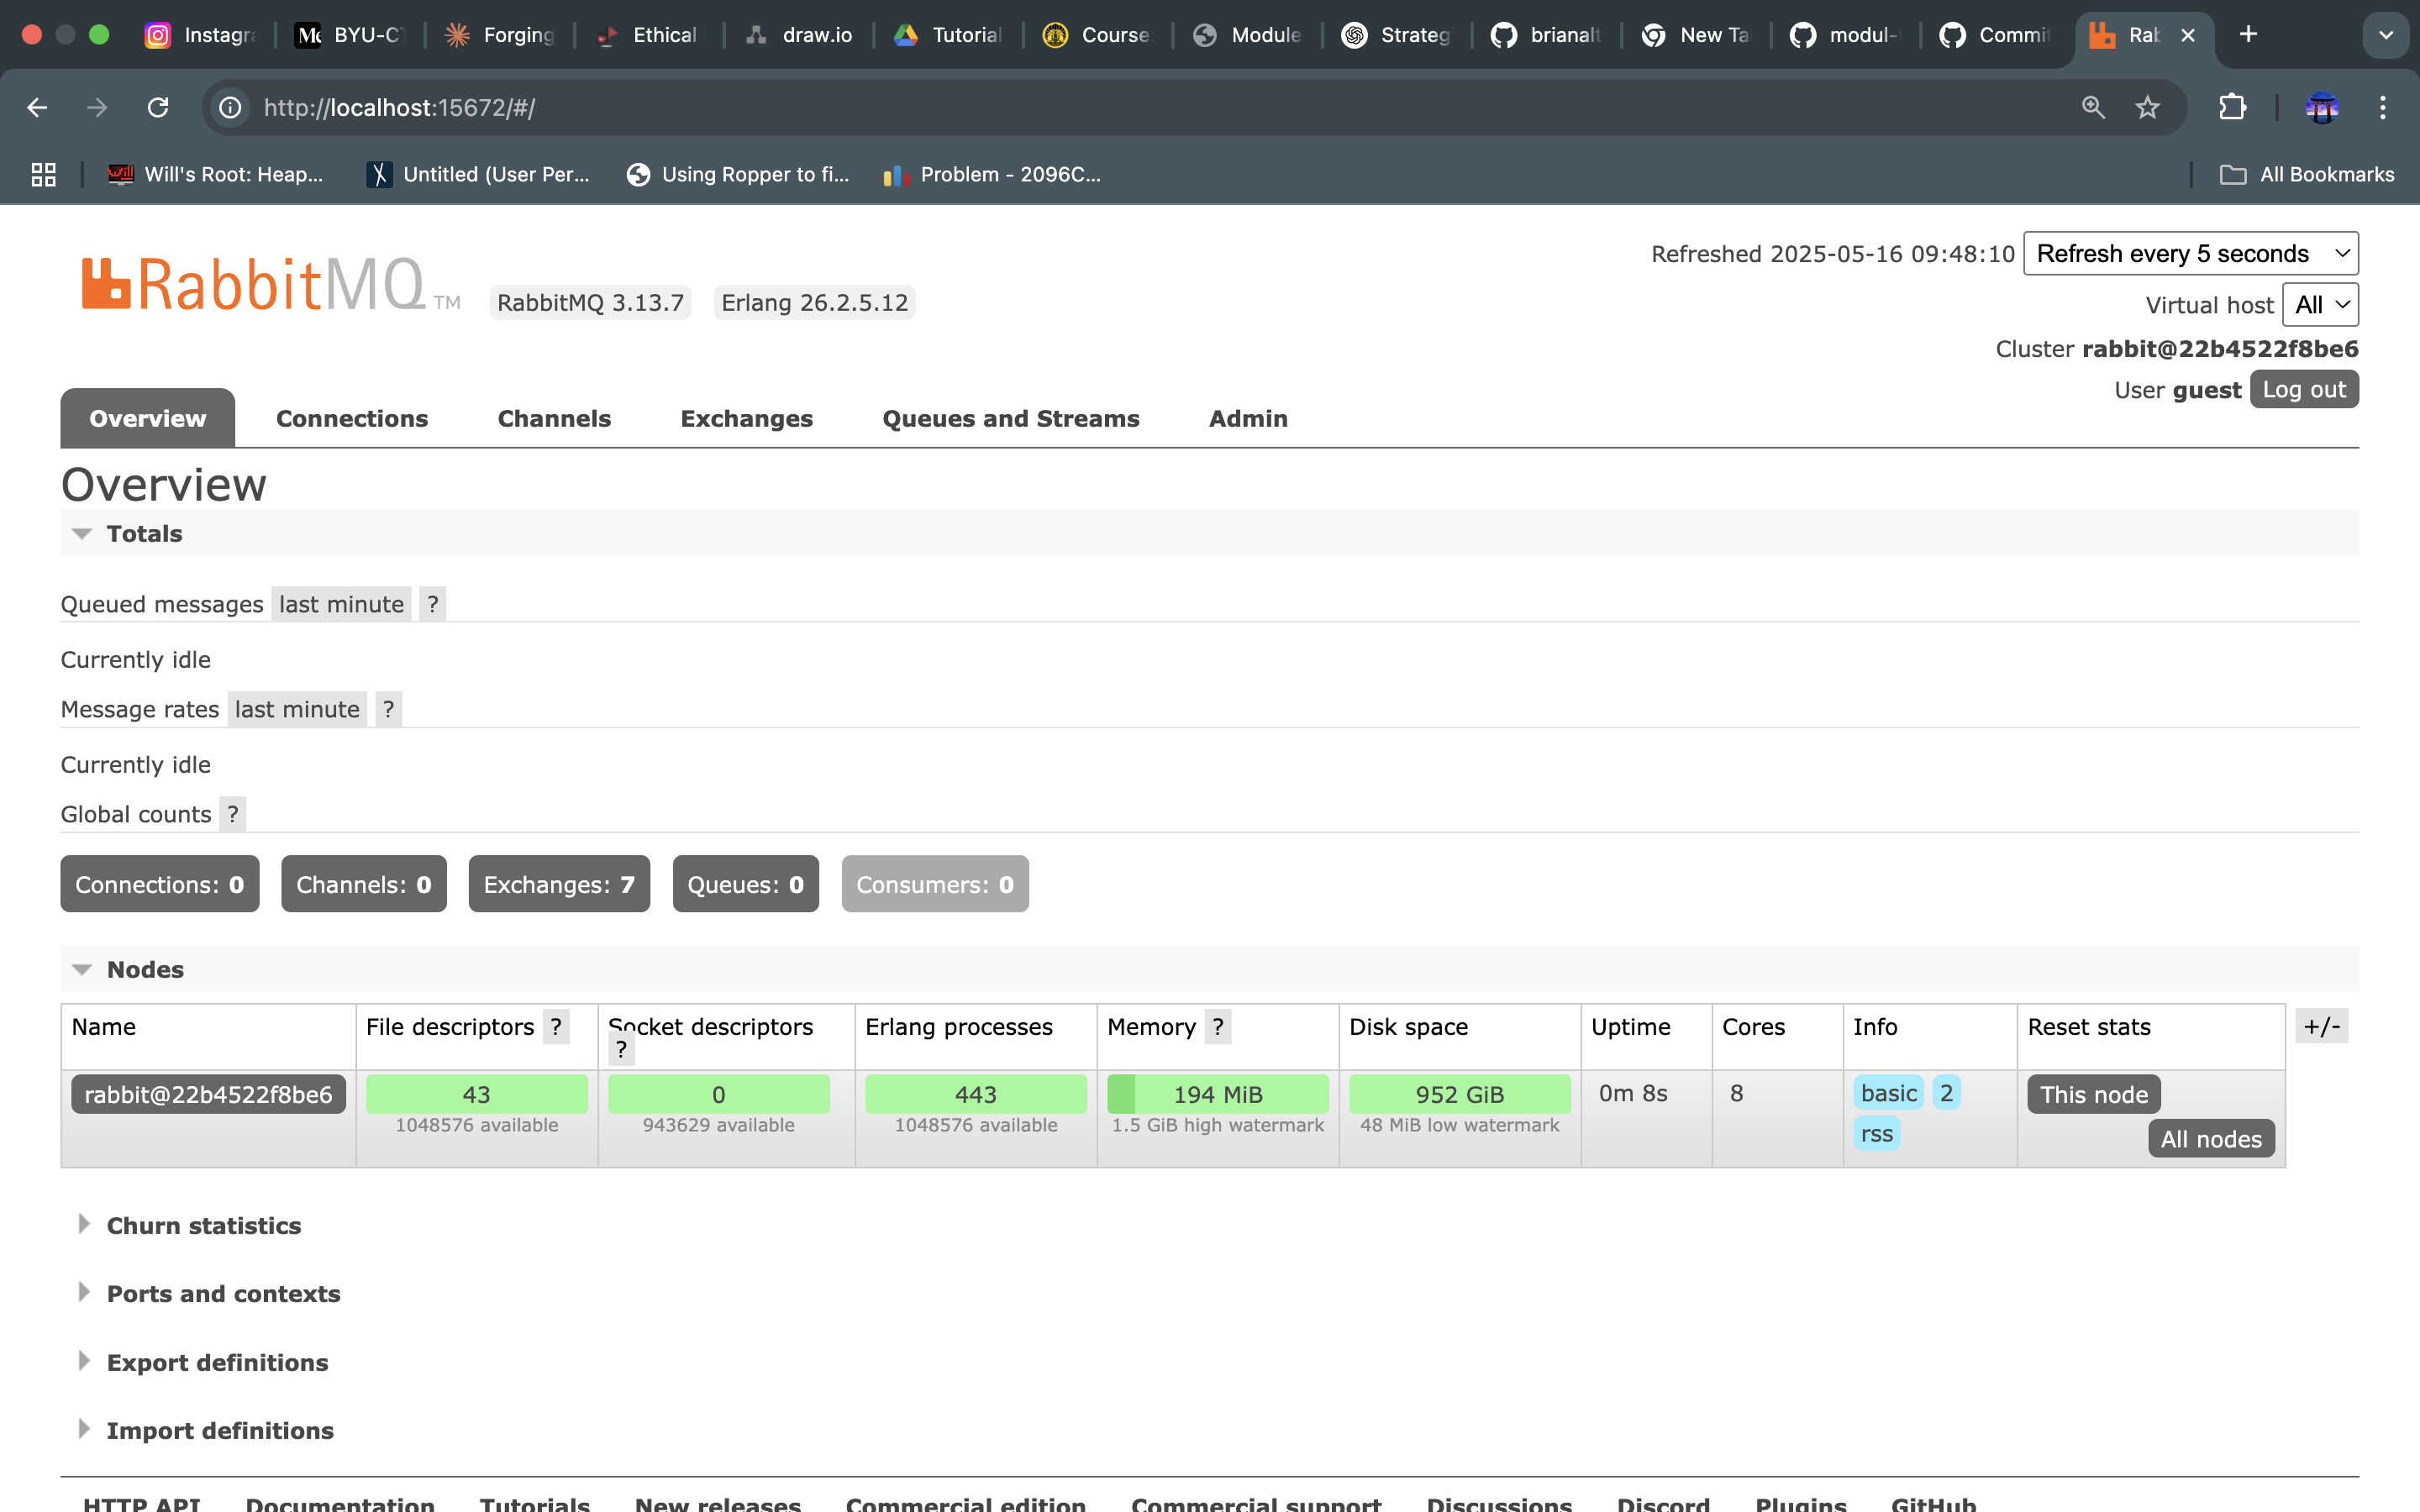 Instagra
BYU-C
Forging
Ethical
draw.io
Tutorial
Course:
Module
Strateg
brianalt
New Ta
modul-
Commit
Rab
http://localhost:15672/#/
Will's Root: Heap...
Untitled (User Per...
Using Ropper to fi...
Problem - 2096C...
All Bookmarks
RabbitMQ TM
RabbitMQ 3.13.7
Erlang 26.2.5.12
Refreshed 2025-05-16 09:48:10 Refresh every 5 seconds
Virtual host All
Cluster rabbit@22b4522f8be6
User guest Log out
Overview Connections Channels Exchanges Queues and Streams Admin
Overview
Totals
Queued messages last minute ?
Currently idle
Message rates last minute ?
Currently idle
Global counts ?
Connections: 0 Channels: 0 Exchanges: 7 Queues: 0 Consumers: 0
Nodes
Name File descriptors ? Socket descriptors ? Erlang processes Memory ? Disk space Uptime Cores Info Reset stats +/-
rabbit@22b4522f8be6 43 0 443 194 MiB 952 GiB 0m 8s 8 basic 2 This node
1048576 available 943629 available 1048576 available 1.5 GiB high watermark 48 MiB low watermark rss All nodes
Churn statistics
Ports and contexts
Export definitions
Import definitions
HTTP API Documentation Tutorials New releases Commercial edition Commercial support Discussions Discord Plugins GitHub